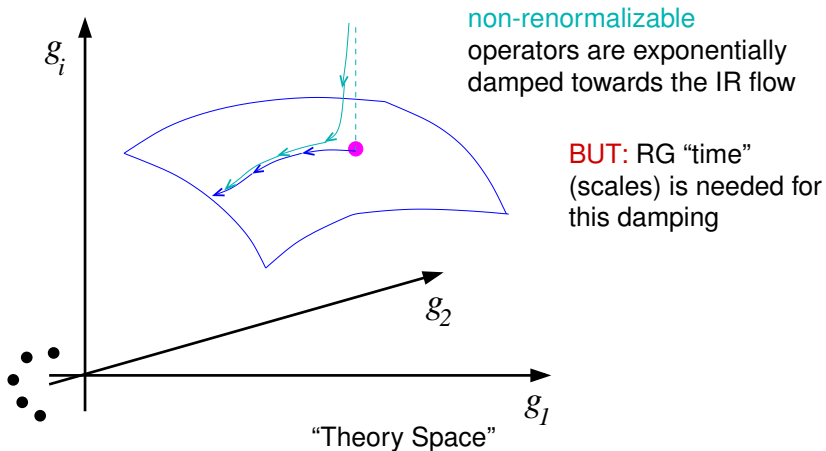 non-renormalizable
operators are exponentially
damped towards the IR flow
BUT: RG “time”
(scales) is needed for
this damping
g_i
g_2
g_1
“Theory Space”